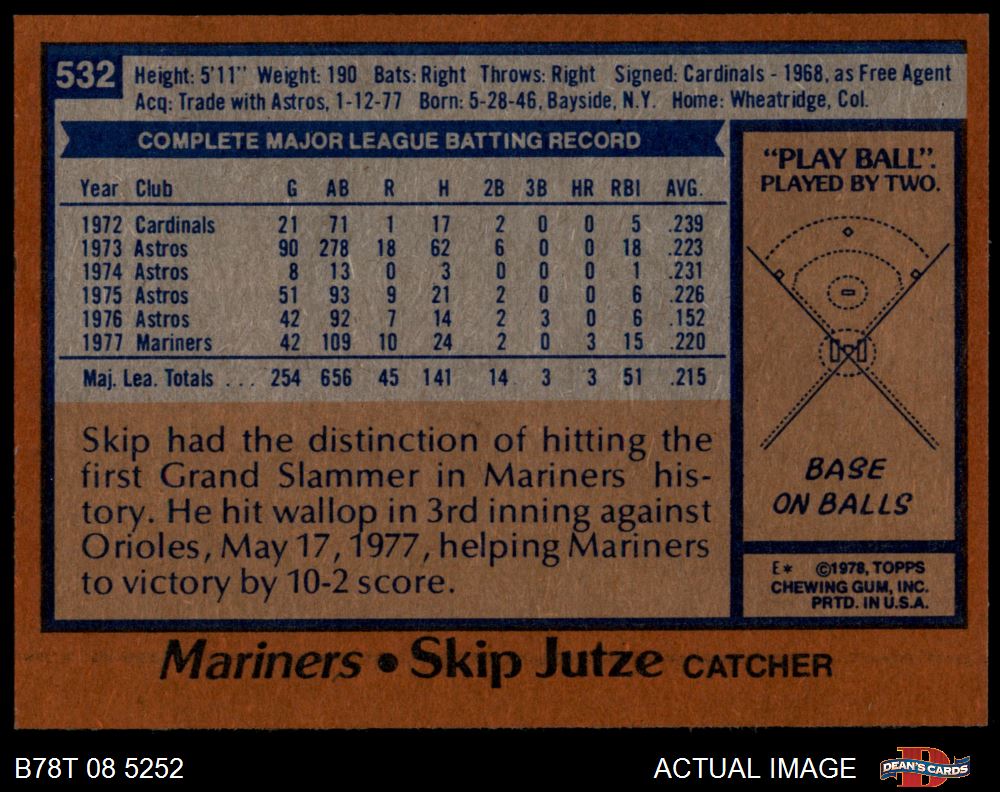 532
Height: 5'11" Weight: 190 Bats: Right Throws: Right Signed: Cardinals - 1968, as Free Agent
Acq: Trade with Astros, 1-12-77 Born: 5-28-46, Bayside, N.Y. Home: Wheatridge, Col.
COMPLETE MAJOR LEAGUE BATTING RECORD
Year Club G AB R H 2B 3B HR RBI AVG.
1972 Cardinals 21 71 1 17 2 0 0 5 .239
1973 Astros 90 278 18 62 6 0 0 18 .223
1974 Astros 8 13 0 3 0 0 0 1 .231
1975 Astros 51 93 9 21 2 0 0 6 .226
1976 Astros 42 92 7 14 2 3 0 6 .152
1977 Mariners 42 109 10 24 2 0 3 15 .220
Maj. Lea. Totals ... 254 656 45 141 14 3 3 51 .215
Skip had the distinction of hitting the
first Grand Slammer in Mariners' his-
tory. He hit wallop in 3rd inning against
Orioles, May 17, 1977, helping Mariners
to victory by 10-2 score.
"PLAY BALL".
PLAYED BY TWO.
BASE
ON BALLS
E* ©1978, TOPPS
CHEWING GUM, INC.
PRTD. IN U.S.A.
Mariners • Skip Jutze CATCHER
B78T 08 5252
ACTUAL IMAGE
D
DEAN'S CARDS